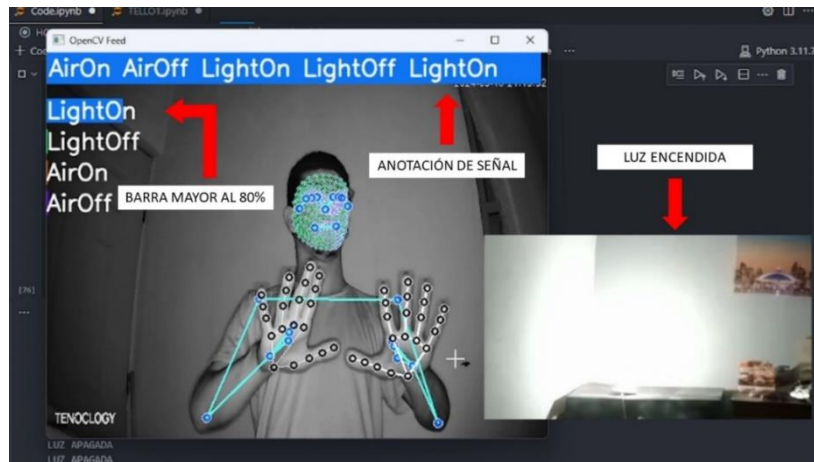 Code.ipynb TELLO1.ipynb
OpenCV Feed
Python 3.11.7
AirOn AirOff LightOn LightOff LightOn
LightOn
LightOff
AirOn
AirOff
BARRA MAYOR AL 80%
ANOTACIÓN DE SEÑAL
LUZ ENCENDIDA
[76]
TENOCLOGY
LUZ APAGADA
LUZ APAGADA